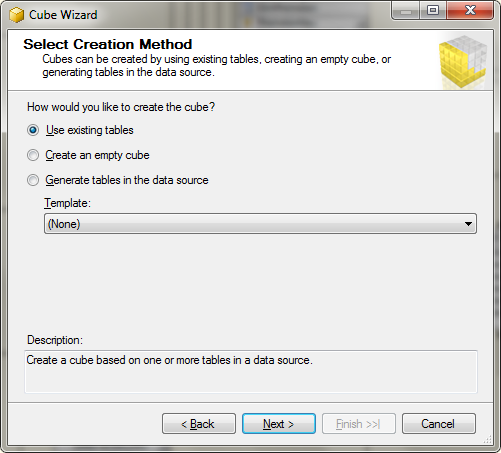 Cube Wizard
Select Creation Method
Cubes can be created by using existing tables, creating an empty cube, or
generating tables in the data source.
How would you like to create the cube?
Use existing tables
Create an empty cube
Generate tables in the data source
Template:
(None)
Description:
Create a cube based on one or more tables in a data source.
< Back
Next >
Finish >>|
Cancel